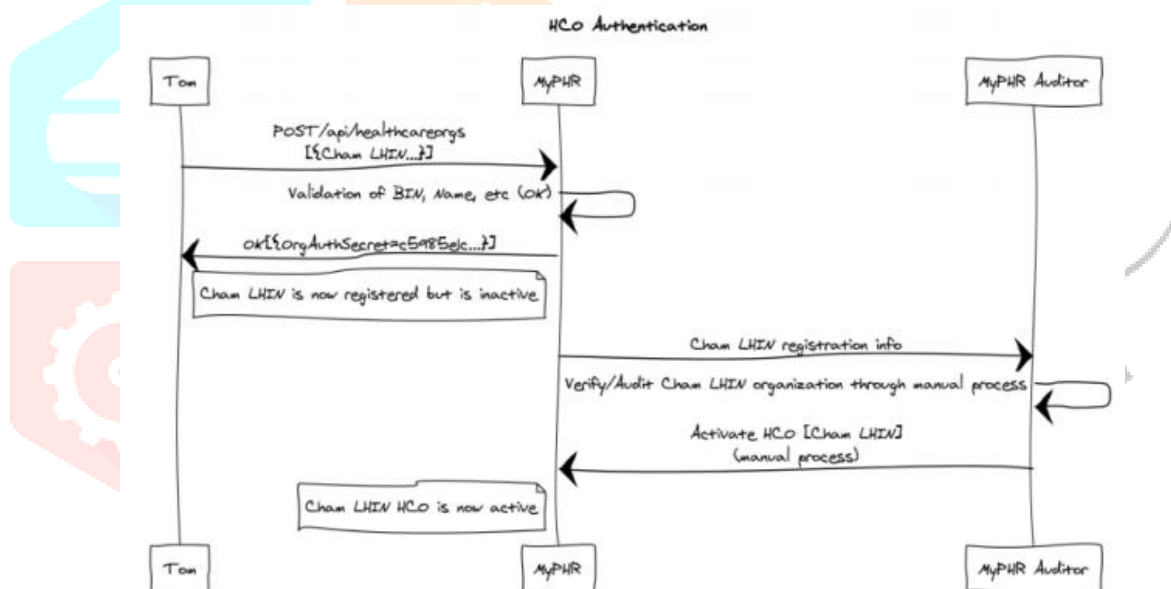 HCO Authentication
Tom
MyPHR
MyPHR Auditor
POST/api/healthcareorgs
[{Cham LHIN...}]
Validation of BIN, Name, etc (OK)
OK[{OrgAuthSecret=c5985e1c...}]
Cham LHIN is now registered but is inactive
Cham LHIN registration info
Verify/Audit Cham LHIN organization through manual process
Activate HCO [Cham LHIN]
(manual process)
Cham LHIN HCO is now active
Tom
MyPHR
MyPHR Auditor